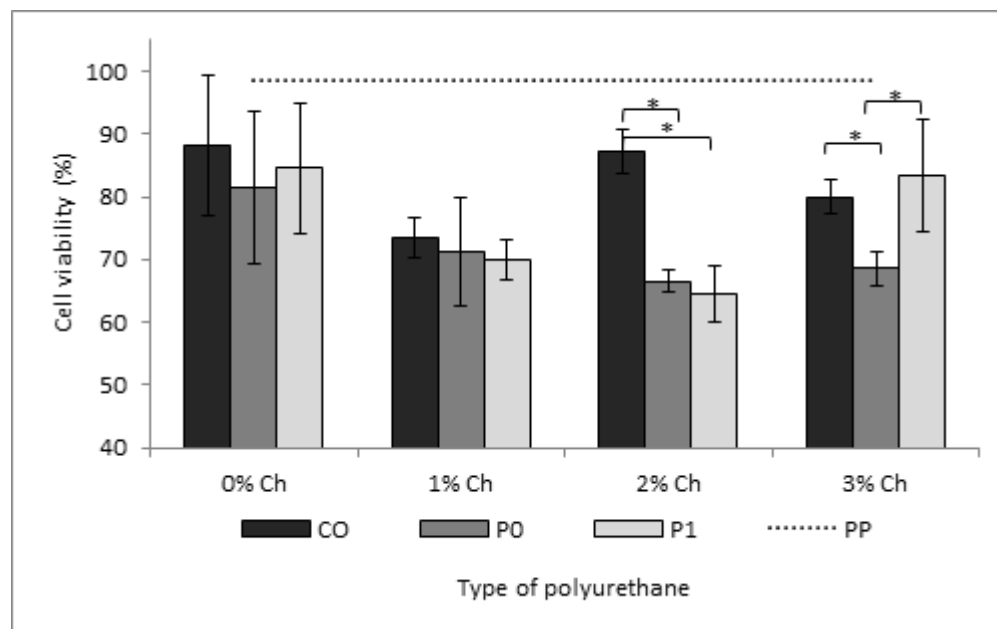 Cell viability (%)
100
90
80
70
60
50
40
*
*
*
*
0% Ch 1% Ch 2% Ch 3% Ch
CO P0 P1 PP
Type of polyurethane